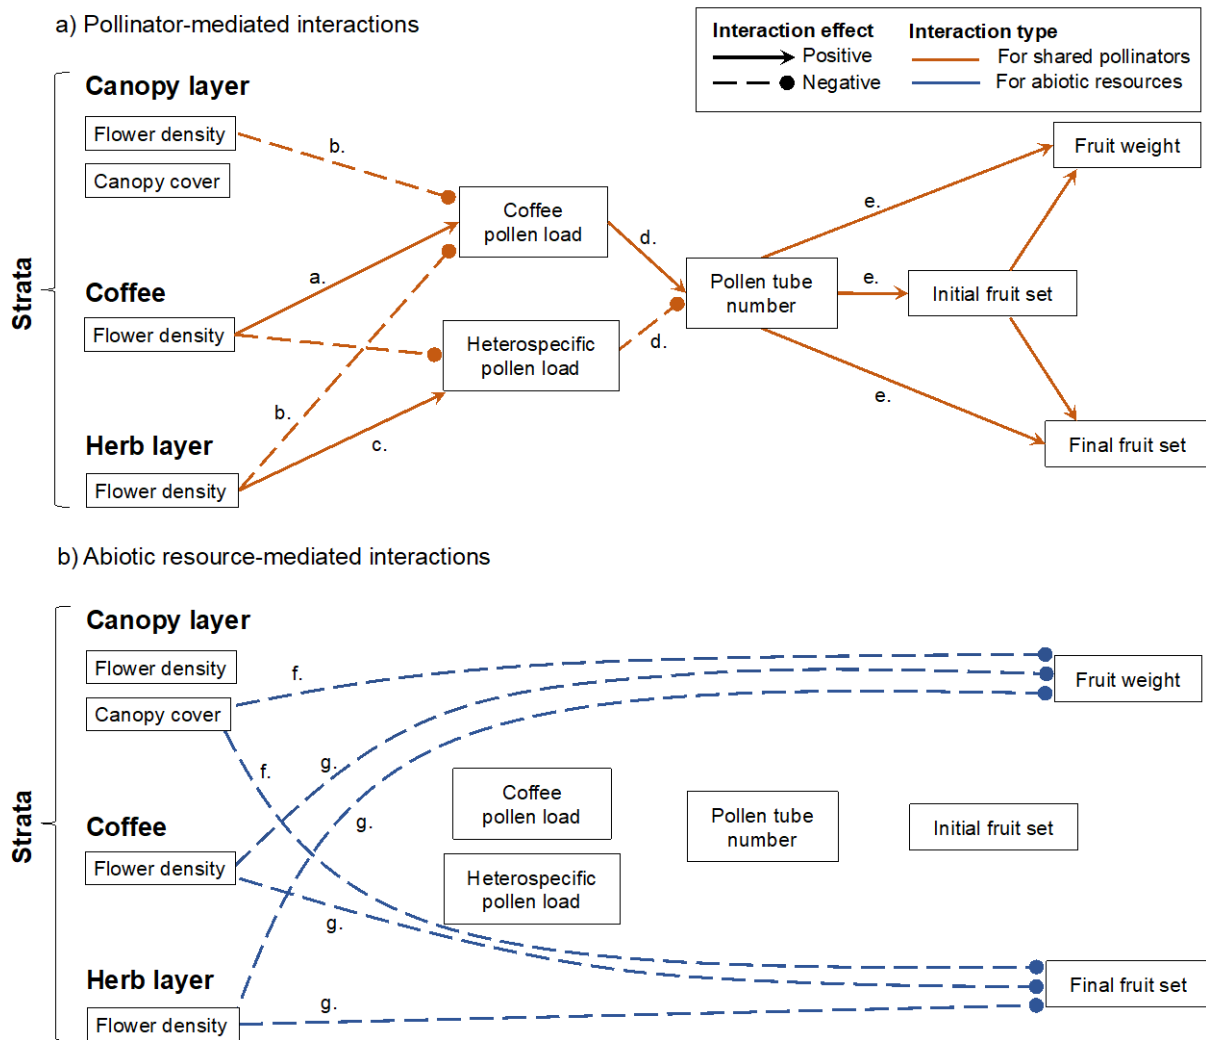 a) Pollinator-mediated interactions
Interaction effect
Interaction type
Positive
For shared pollinators
Negative
For abiotic resources
Strata
Canopy layer
Flower density
Canopy cover
Coffee
Flower density
Herb layer
Flower density
b.
a.
b.
c.
Coffee
pollen load
Heterospecific
pollen load
d.
d.
Pollen tube
number
e.
e.
e.
Initial fruit set
Fruit weight
Final fruit set
b) Abiotic resource-mediated interactions
Strata
Canopy layer
Flower density
Canopy cover
Coffee
Flower density
Herb layer
Flower density
f.
f.
g.
g.
g.
g.
Coffee
pollen load
Heterospecific
pollen load
Pollen tube
number
Initial fruit set
Fruit weight
Final fruit set